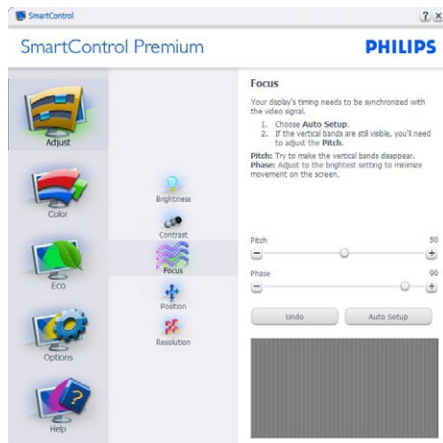 SmartControl
? x
SmartControl Premium
PHILIPS
Adjust
Color
Eco
Options
Help
Brightness
Contrast
Focus
Position
Resolution
Focus
Your display's timing needs to be synchronized with
the video signal.
1. Choose Auto Setup.
2. If the vertical bands are still visible, you'll need
to adjust the Pitch.
Pitch: Try to make the vertical bands disappear.
Phase: Adjust to the brightest setting to minimize
movement on the screen.
Pitch 50
Phase 90
Undo Auto Setup